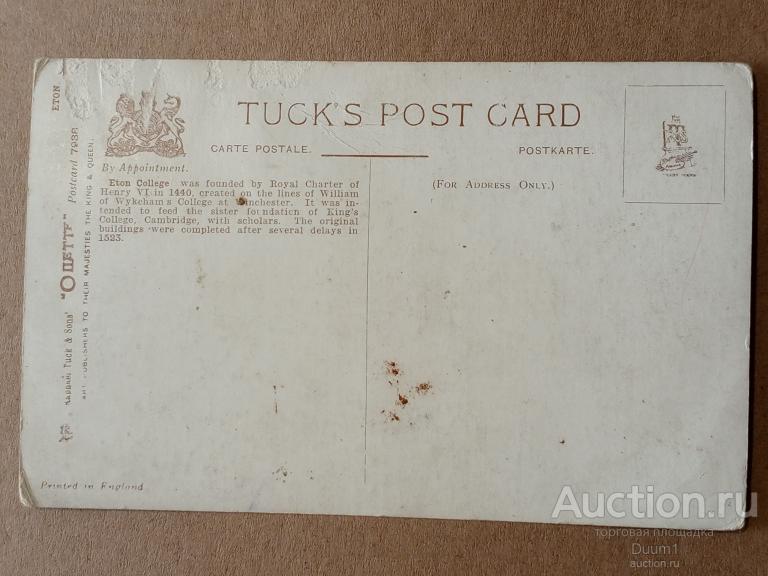 TUCK'S POST CARD
CARTE POSTALE.
POSTKARTE.
By Appointment.
(FOR ADDRESS ONLY.)
Eton College was founded by Royal Charter of
Henry VI in 1440, created on the lines of William
of Wykeham's College at Winchester. It was in-
tended to feed the sister foundation of King's
College, Cambridge, with scholars. The original
buildings were completed after several delays in
1523.
Tuck & Sons' "OILETTE" Postcard 7936 ETON
ART PUBLISHERS TO THEIR MAJESTIES THE KING & QUEEN.
Printed in England
Auction.ru
торговая площадка
Duum1
auction.ru